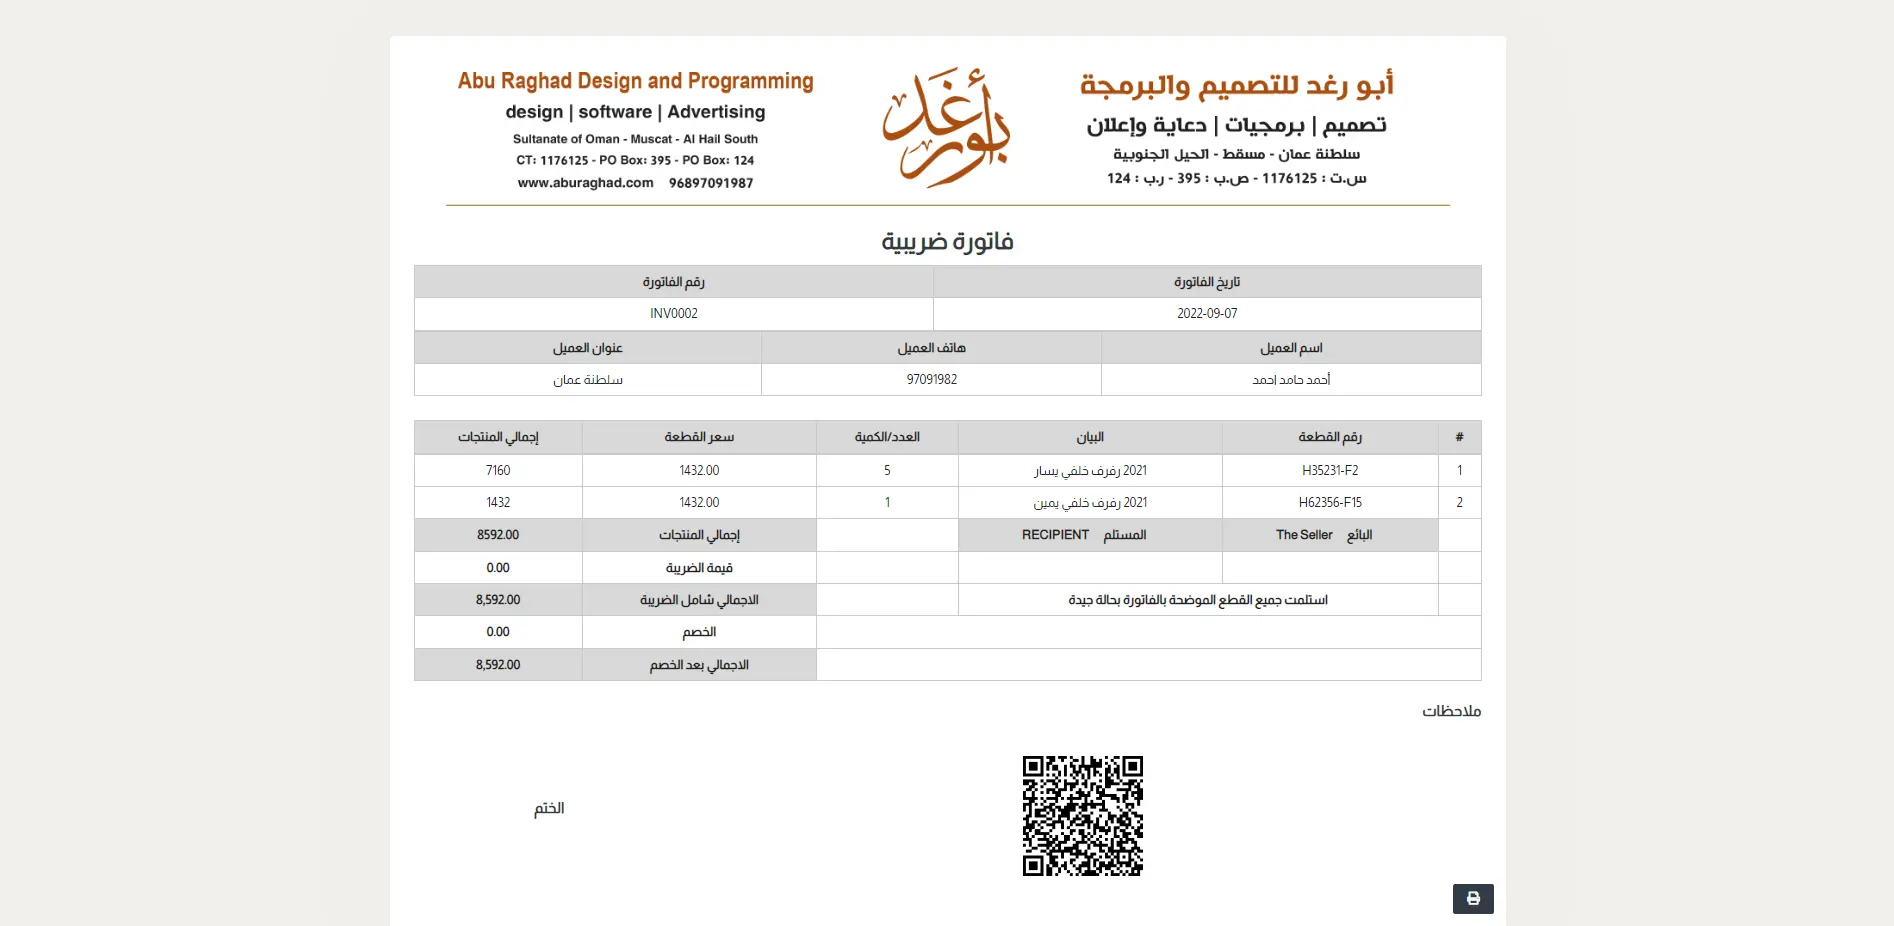 أبو رغد للتصميم والبرمجة
تصميم | برمجيات | دعاية وإعلان
سلطنة عمان - مسقط - الحيل الجنوبية
س.ت : 1176125 - ص.ب : 395 - ر.ب : 124
أبو رغد
Abu Raghad Design and Programming
design | software | Advertising
Sultanate of Oman - Muscat - Al Hail South
CT: 1176125 - PO Box: 395 - PO Box: 124
www.aburaghad.com 96897091987
فاتورة ضريبية
تاريخ الفاتورة رقم الفاتورة
2022-09-07 INV0002
اسم العميل هاتف العميل عنوان العميل
أحمد حامد احمد 97091982 سلطنة عمان
# رقم القطعة البيان العدد/الكمية سعر القطعة إجمالي المنتجات
1 H35231-F2 2021 رفرف خلفي يسار 5 1432.00 7160
2 H62356-F15 2021 رفرف خلفي يمين 1 1432.00 1432
البائع The Seller المستلم RECIPIENT إجمالي المنتجات 8592.00
قيمة الضريبة 0.00
استلمت جميع القطع الموضحة بالفاتورة بحالة جيدة الاجمالي شامل الضريبة 8,592.00
الخصم 0.00
الاجمالي بعد الخصم 8,592.00
ملاحظات
الختم